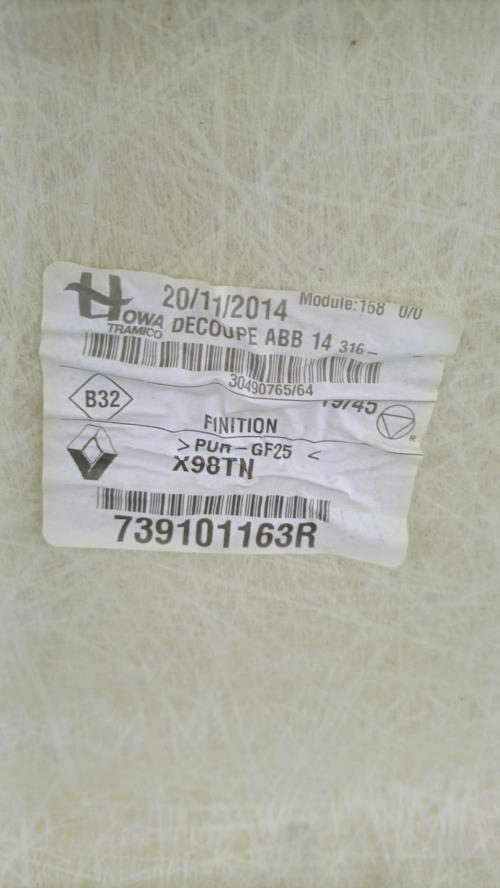 HOWA
TRAMICO
20/11/2014 Module:168 0/0
DECOUPE ABB 14 316-
30490765/64
B32
19/45
R
FINITION
>PUR-GF25 <
X98TN
739101163R